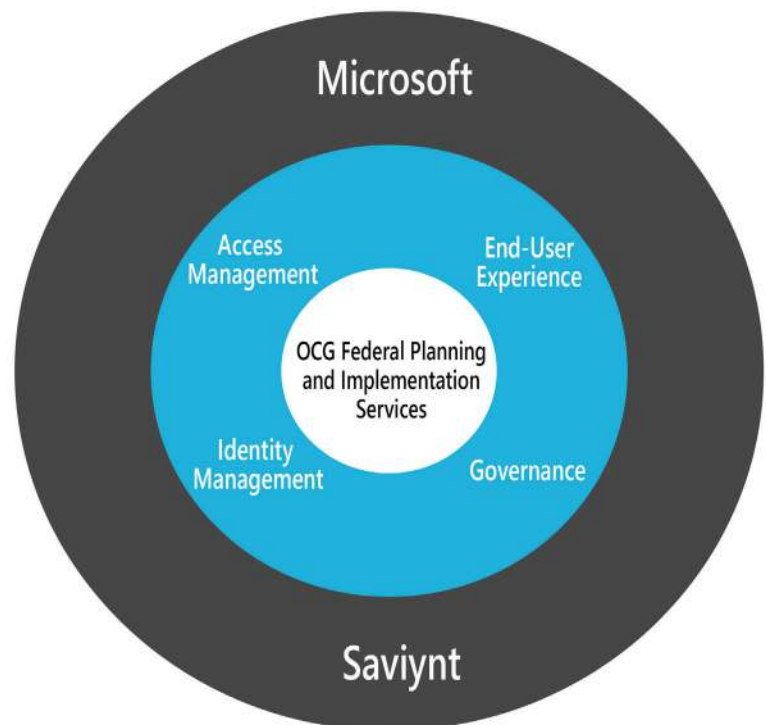 Microsoft
Access
Management
End-User
Experience
OCG Federal Planning
and Implementation
Services
Identity
Management
Governance
Saviynt